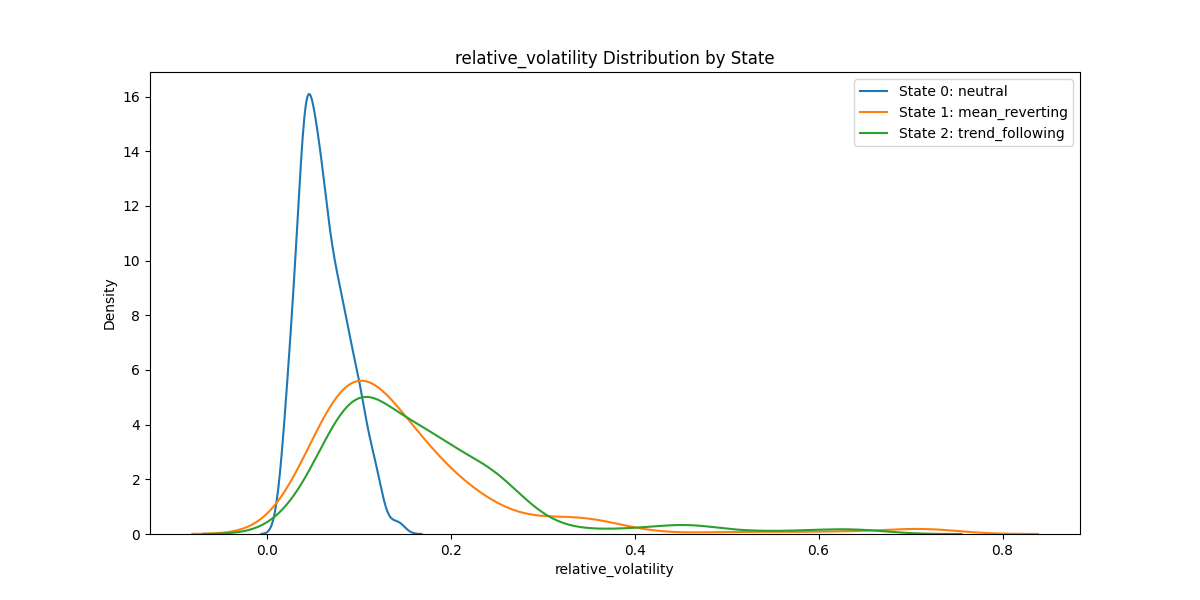 relative_volatility Distribution by State
State 0: neutral
State 1: mean_reverting
State 2: trend_following
Density
16
14
12
10
8
6
4
2
0
0.0 0.2 0.4 0.6 0.8
relative_volatility